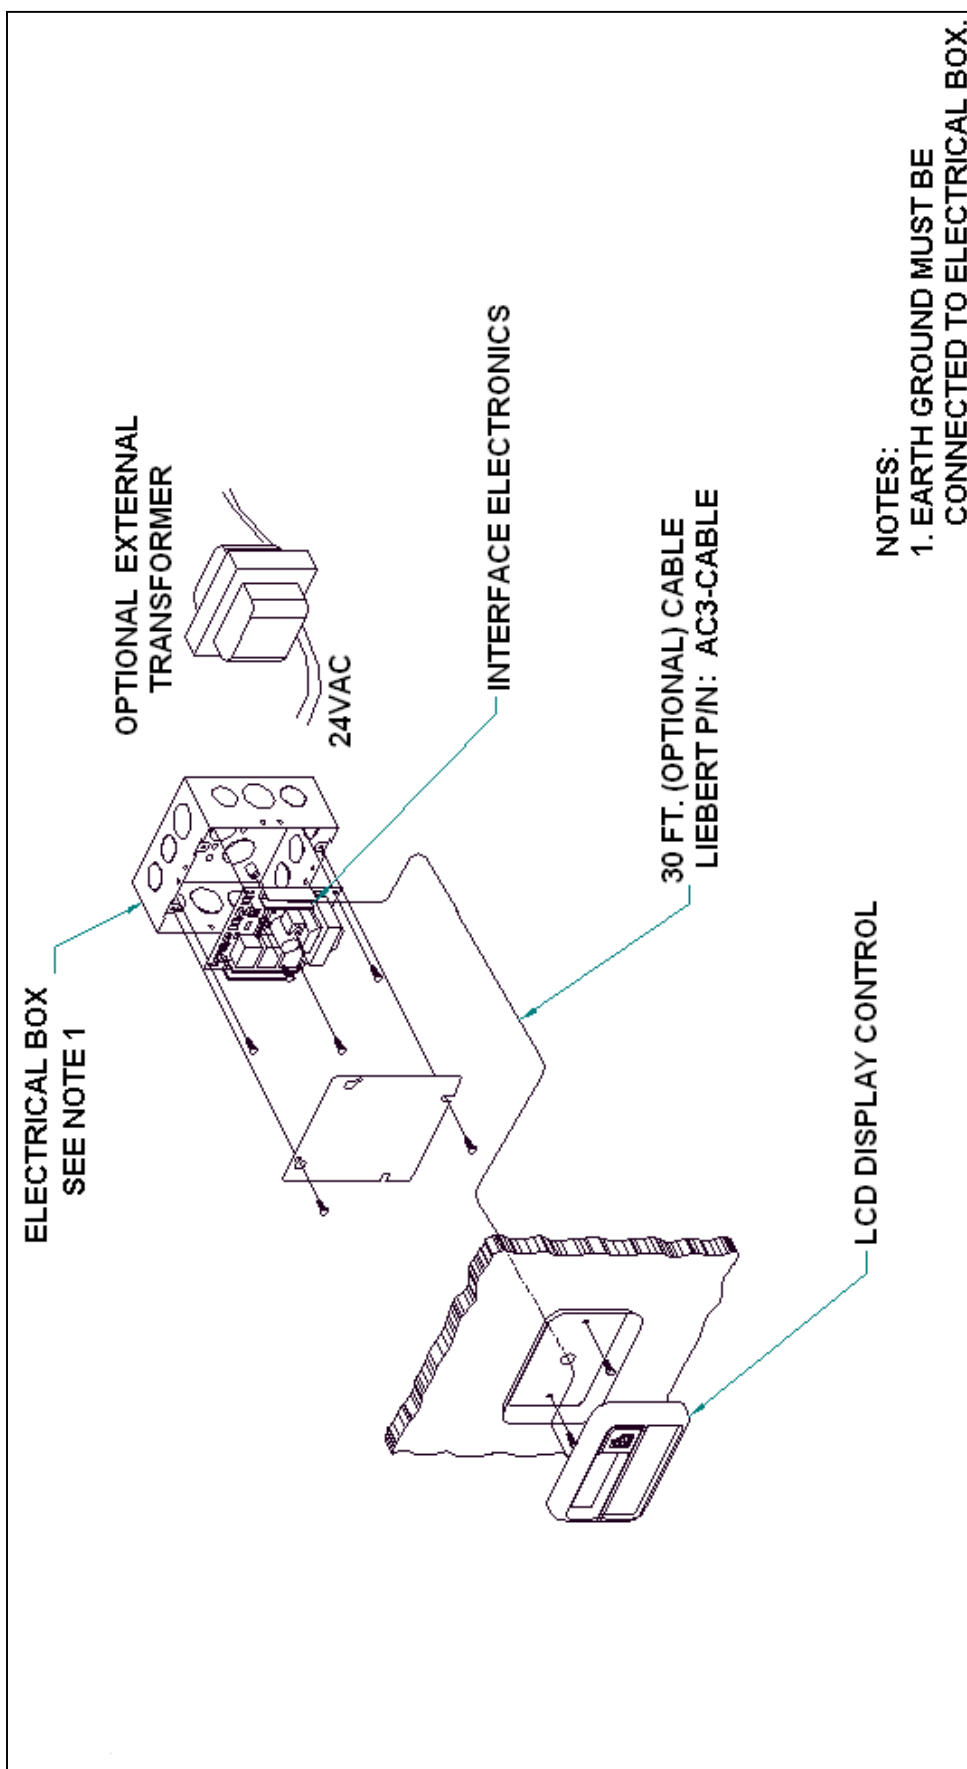 ELECTRICAL BOX
SEE NOTE 1
OPTIONAL EXTERNAL
TRANSFORMER
24VAC
INTERFACE ELECTRONICS
30 FT. (OPTIONAL) CABLE
LIEBERT P/N: AC3-CABLE
LCD DISPLAY CONTROL
NOTES:
1. EARTH GROUND MUST BE
CONNECTED TO ELECTRICAL BOX.